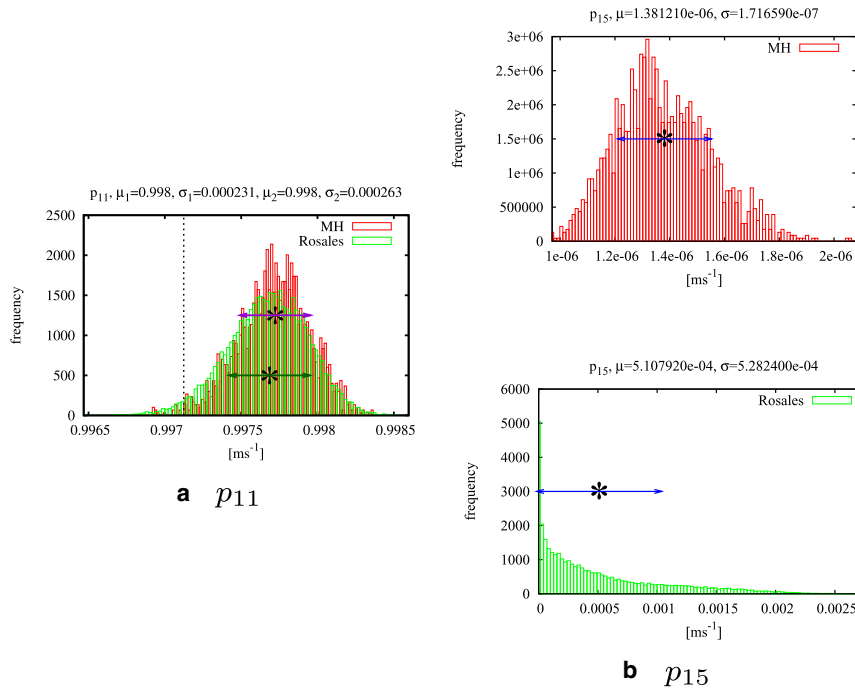 p11, μ1=0.998, σ1=0.000231, μ2=0.998, σ2=0.000263
2500
2000
1500
1000
500
0
frequency
MH
Rosales
0.9965
0.997
0.9975
0.998
0.9985
[ms-1]
a p11
p15, μ=1.381210e-06, σ=1.716590e-07
3e+06
2.5e+06
2e+06
1.5e+06
1e+06
500000
0
frequency
MH
1e-06
1.2e-06
1.4e-06
1.6e-06
1.8e-06
2e-06
[ms-1]
p15, μ=5.107920e-04, σ=5.282400e-04
6000
5000
4000
3000
2000
1000
0
frequency
Rosales
0
0.0005
0.001
0.0015
0.002
0.0025
[ms-1]
b p15